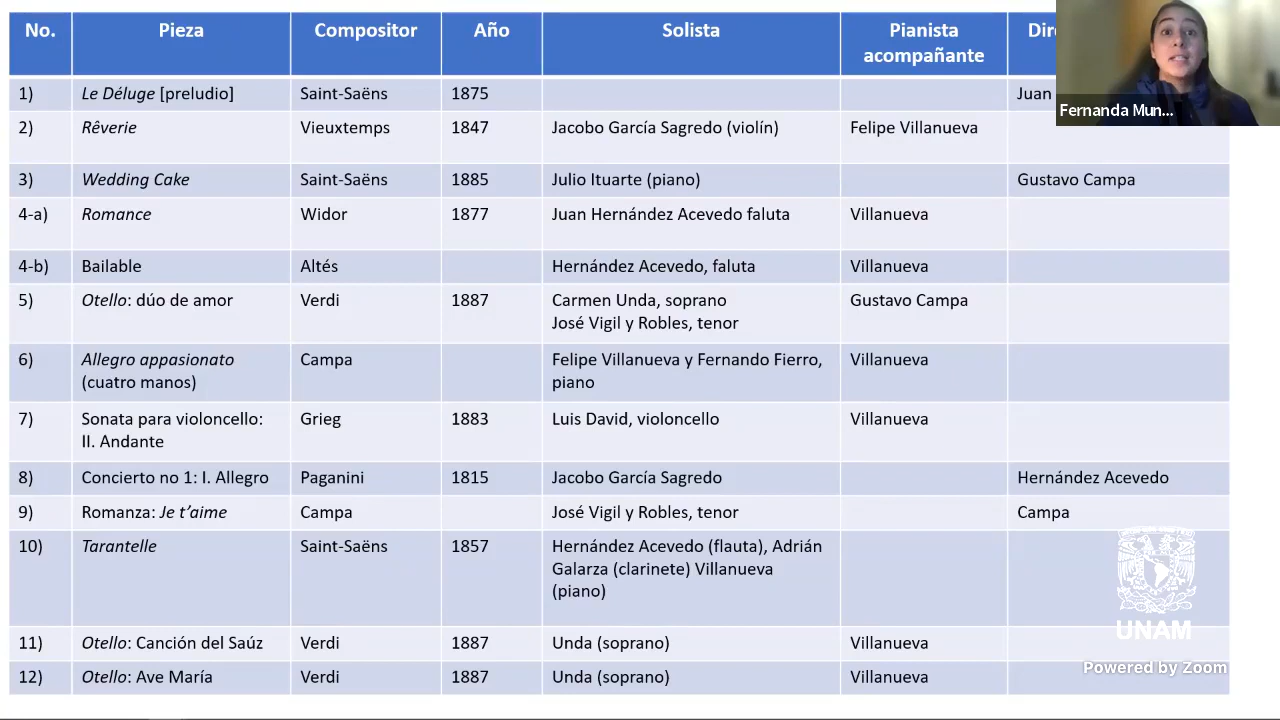 No. Pieza Compositor Año Solista Pianista acompañante
1) Le Déluge [preludio] Saint-Saëns 1875 Juan
2) Rêverie Vieuxtemps 1847 Jacobo García Sagredo (violín) Felipe Villanueva
3) Wedding Cake Saint-Saëns 1885 Julio Ituarte (piano) Gustavo Campa
4-a) Romance Widor 1877 Juan Hernández Acevedo faluta Villanueva
4-b) Bailable Altés Hernández Acevedo, faluta Villanueva
5) Otello: dúo de amor Verdi 1887 Carmen Unda, soprano Gustavo Campa
José Vigil y Robles, tenor
6) Allegro appasionato Campa Felipe Villanueva y Fernando Fierro, Villanueva
(cuatro manos) piano
7) Sonata para violoncello: Grieg 1883 Luis David, violoncello Villanueva
II. Andante
8) Concierto no 1: I. Allegro Paganini 1815 Jacobo García Sagredo Hernández Acevedo
9) Romanza: Je t’aime Campa José Vigil y Robles, tenor Campa
10) Tarantelle Saint-Saëns 1857 Hernández Acevedo (flauta), Adrián
Galarza (clarinete) Villanueva
(piano)
11) Otello: Canción del Saúz Verdi 1887 Unda (soprano) Villanueva
12) Otello: Ave María Verdi 1887 Unda (soprano) Villanueva
Fernanda Mun...
UNAM
Powered by Zoom